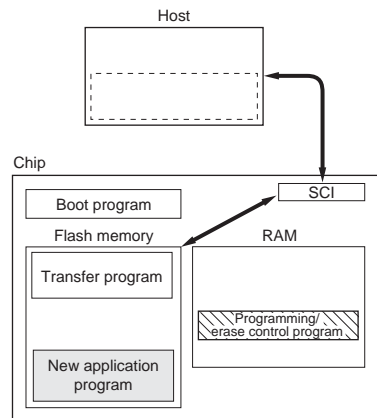 Host
Chip
SCI
Boot program
Flash memory
RAM
Transfer program
Programming/
erase control program
New application
program